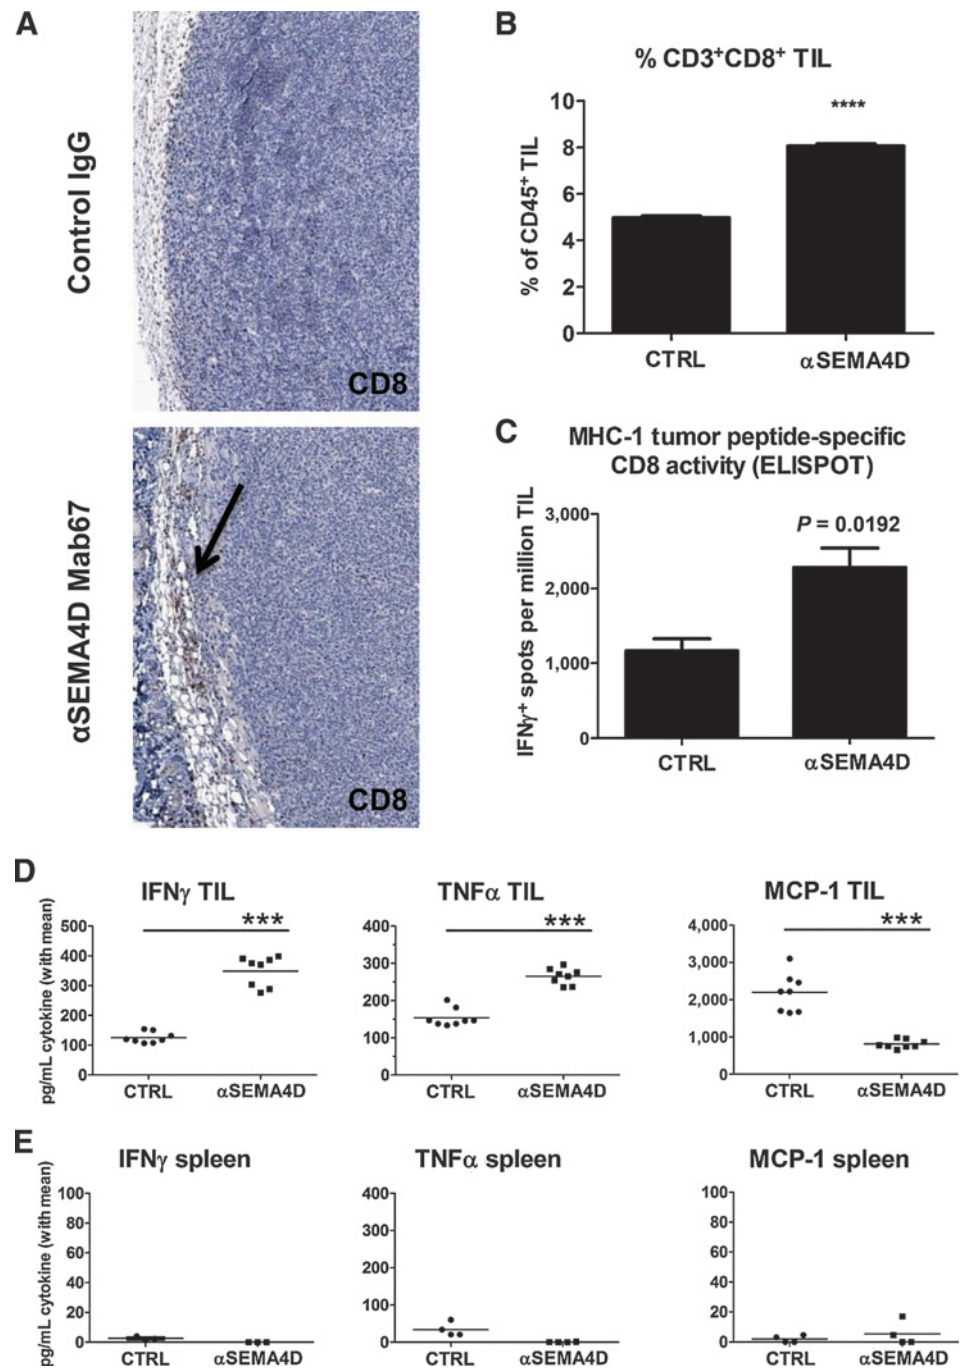 A
Control IgG
CD8
αSEMA4D Mab67
CD8
B
% CD3+CD8+ TIL
% of CD45+ TIL
10
8
6
4
2
0
****
CTRL
αSEMA4D
C
MHC-1 tumor peptide-specific
CD8 activity (ELISPOT)
IFNγ+ spots per million TIL
3,000
2,000
1,000
0
P = 0.0192
CTRL
αSEMA4D
D
pg/mL cytokine (with mean)
IFNγ TIL
***
500
400
300
200
100
0
CTRL
αSEMA4D
TNFα TIL
***
400
300
200
100
0
CTRL
αSEMA4D
MCP-1 TIL
***
4,000
3,000
2,000
1,000
0
CTRL
αSEMA4D
E
pg/mL cytokine (with mean)
IFNγ spleen
100
80
60
40
20
0
CTRL
αSEMA4D
TNFα spleen
400
300
200
100
0
CTRL
αSEMA4D
MCP-1 spleen
100
80
60
40
20
0
CTRL
αSEMA4D